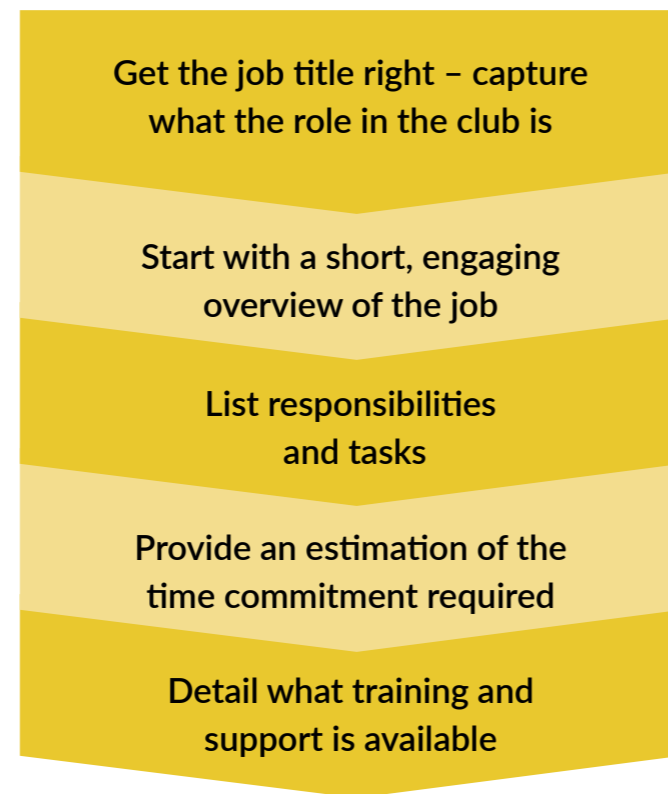 Get the job title right – capture
what the role in the club is
Start with a short, engaging
overview of the job
List responsibilities
and tasks
Provide an estimation of the
time commitment required
Detail what training and
support is available